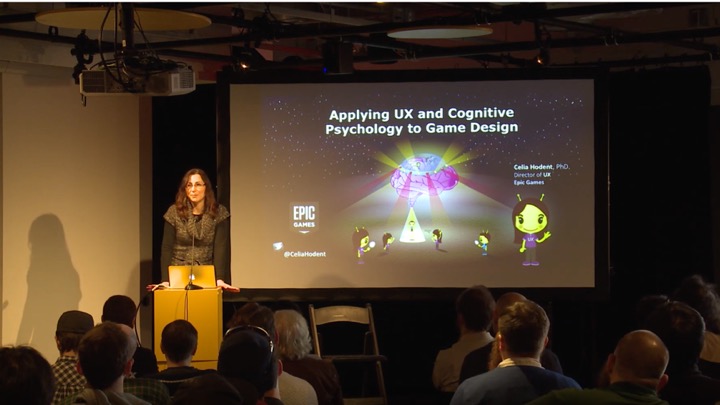 Applying UX and Cognitive
Psychology to Game Design
Celia Hodent, PhD,
Director of UX
Epic Games
EPIC
GAMES
@CeliaHodent